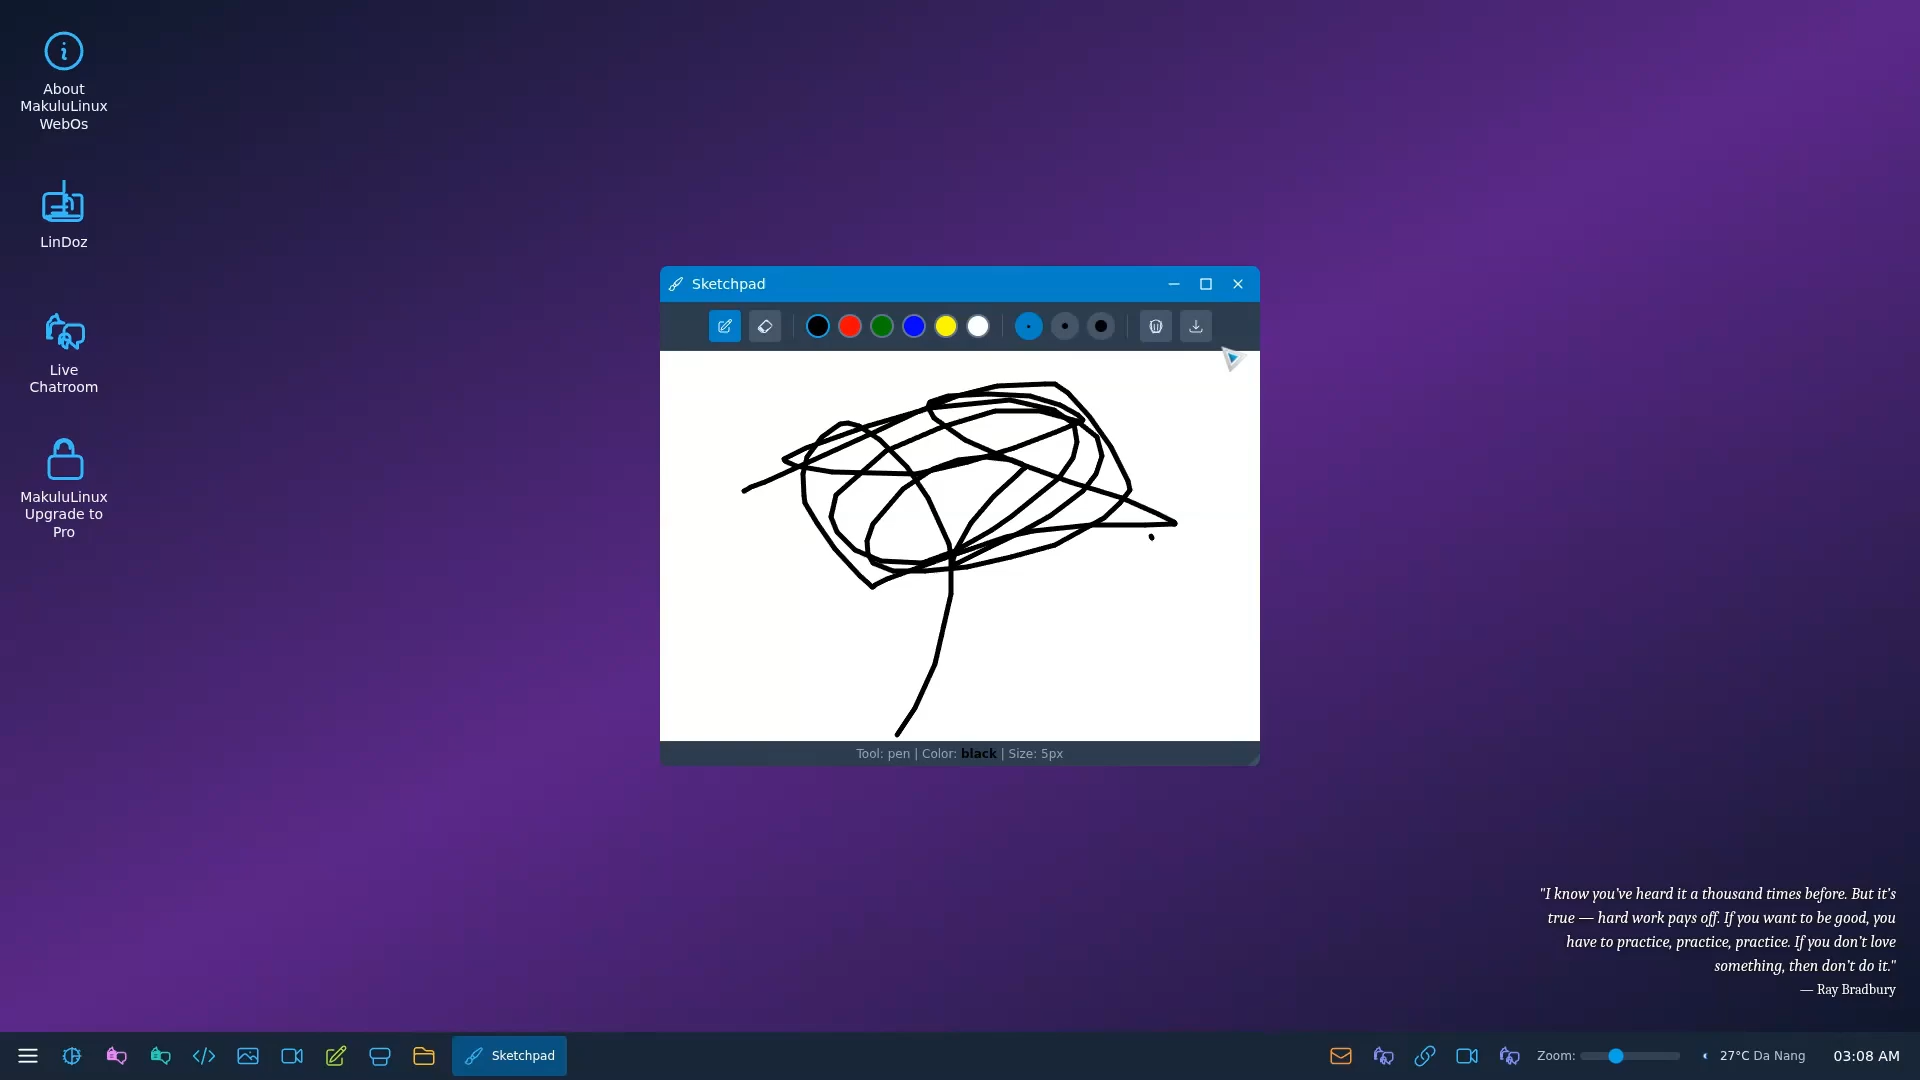 About
MakuluLinux
WebOs
LinDoz
Live
Chatroom
MakuluLinux
Upgrade to
Pro
Sketchpad
Tool: pen | Color: black | Size: 5px
"I know you've heard it a thousand times before. But it's
true — hard work pays off. If you want to be good, you
have to practice, practice, practice. If you don't love
something, then don't do it."
— Ray Bradbury
Sketchpad
Zoom:
27°C Da Nang
03:08 AM